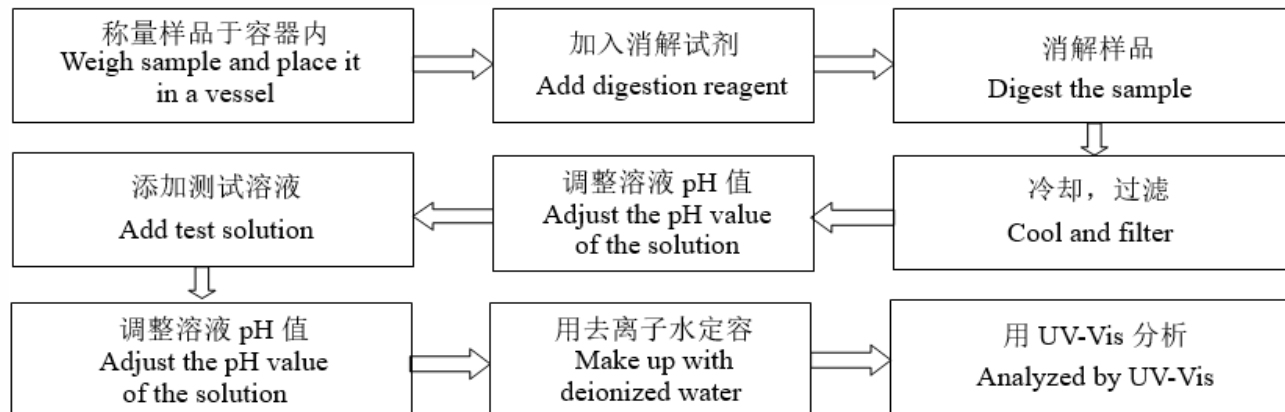 称量样品于容器内
Weigh sample and place it
in a vessel
加入消解试剂
Add digestion reagent
消解样品
Digest the sample
冷却，过滤
Cool and filter
调整溶液 pH 值
Adjust the pH value
of the solution
添加测试溶液
Add test solution
调整溶液 pH 值
Adjust the pH value
of the solution
用去离子水定容
Make up with
deionized water
用 UV-Vis 分析
Analyzed by UV-Vis